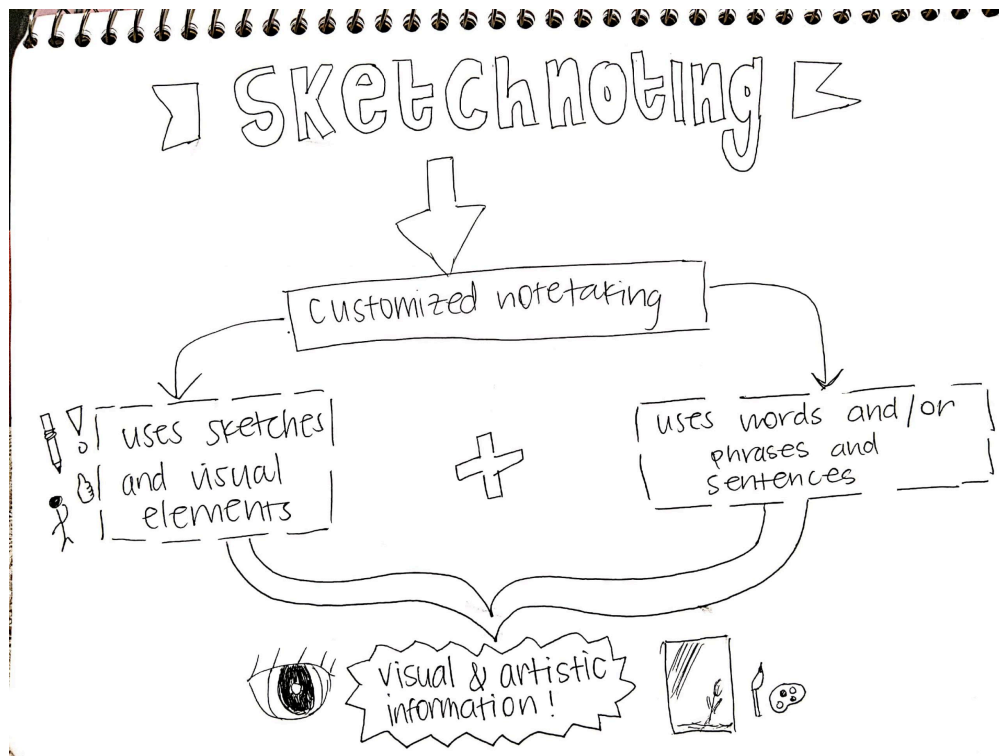 Sketchnoting
customized notetaking
uses sketches
and visual
elements
uses words and/or
phrases and
sentences
visual & artistic
information!